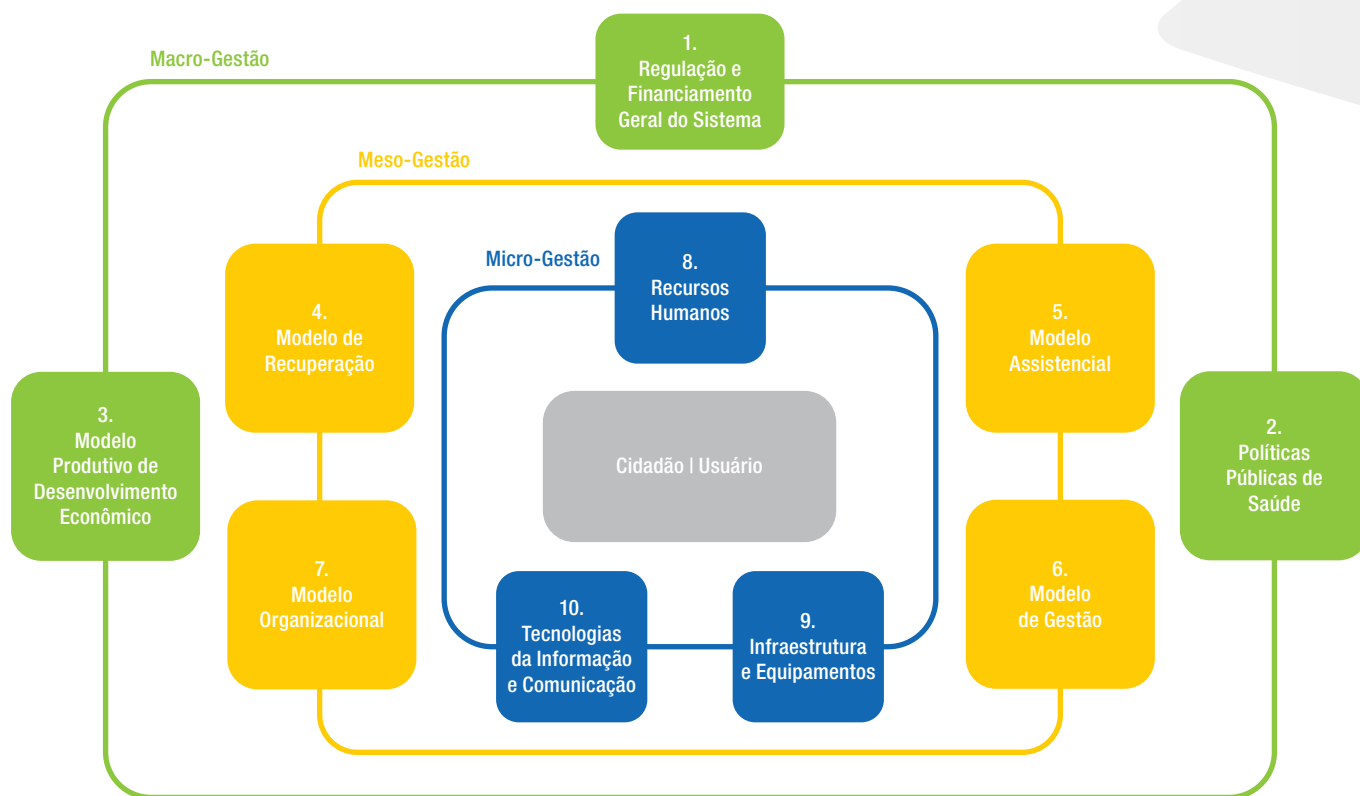 Macro-Gestão
1.
Regulação e
Financiamento
Geral do Sistema
Meso-Gestão
Micro-Gestão
8.
Recursos
Humanos
4.
Modelo de
Recuperação
5.
Modelo
Assistencial
3.
Modelo
Produtivo de
Desenvolvimento
Econômico
Cidadão | Usuário
2.
Políticas
Públicas de
Saúde
7.
Modelo
Organizacional
10.
Tecnologias
da Informação
e Comunicação
9.
Infraestrutura
e Equipamentos
6.
Modelo
de Gestão